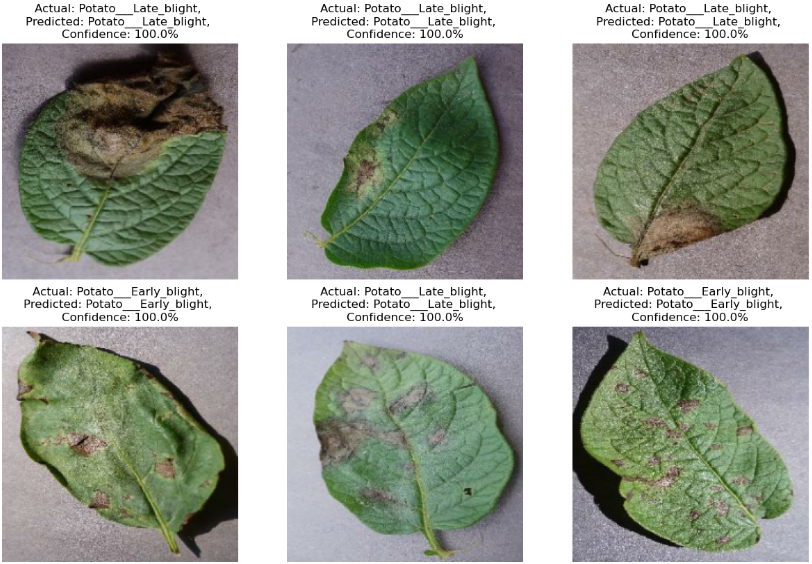 Actual: Potato___Late_blight,
Predicted: Potato___Late_blight,
Confidence: 100.0%
Actual: Potato___Late_blight,
Predicted: Potato___Late_blight,
Confidence: 100.0%
Actual: Potato___Late_blight,
Predicted: Potato___Late_blight,
Confidence: 100.0%
Actual: Potato___Early_blight,
Predicted: Potato___Early_blight,
Confidence: 100.0%
Actual: Potato___Late_blight,
Predicted: Potato___Late_blight,
Confidence: 100.0%
Actual: Potato___Early_blight,
Predicted: Potato___Early_blight,
Confidence: 100.0%